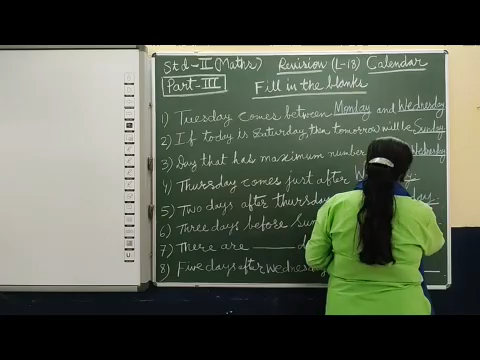 Std-II (Maths) Revision (L-13) Calendar
Part-III
Fill in the blanks
1) Tuesday comes between Monday and Wednesday
2) If today is Saturday, then tomorrow will be Sunday
3) Day that has maximum number Wednesday
4) Thursday comes just after
5) Two days after thursday
6) Three days before
7) There are ____
8) Five days after Wednesday
U